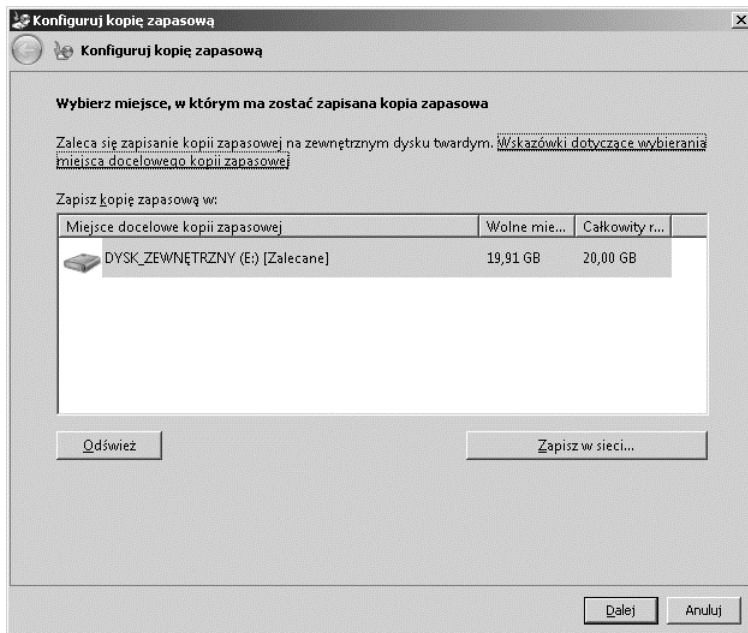 Konfiguruj kopię zapasową
Konfiguruj kopię zapasową
Wybierz miejsce, w którym ma zostać zapisana kopia zapasowa
Zaleca się zapisanie kopii zapasowej na zewnętrznym dysku twardym. Wskazówki dotyczące wybierania
miejsca docelowego kopii zapasowej
Zapisz kopię zapasową w:
Miejsce docelowe kopii zapasowej Wolne mie... Całkowity r...
DYSK_ZEWNĘTRZNY (E:) [Zalecane] 19,91 GB 20,00 GB
Odśwież Zapisz w sieci...
Dalej Anuluj